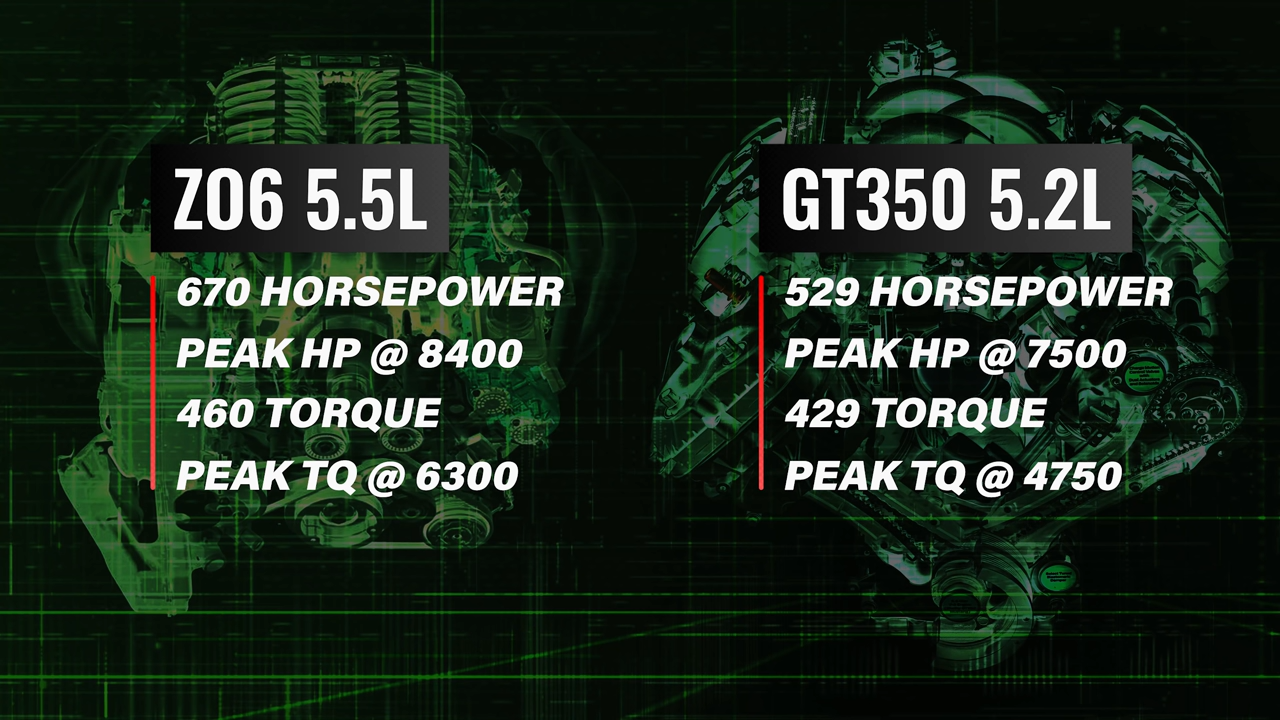 Z06 5.5L
670 HORSEPOWER
PEAK HP @ 8400
460 TORQUE
PEAK TQ @ 6300
GT350 5.2L
529 HORSEPOWER
PEAK HP @ 7500
429 TORQUE
PEAK TQ @ 4750